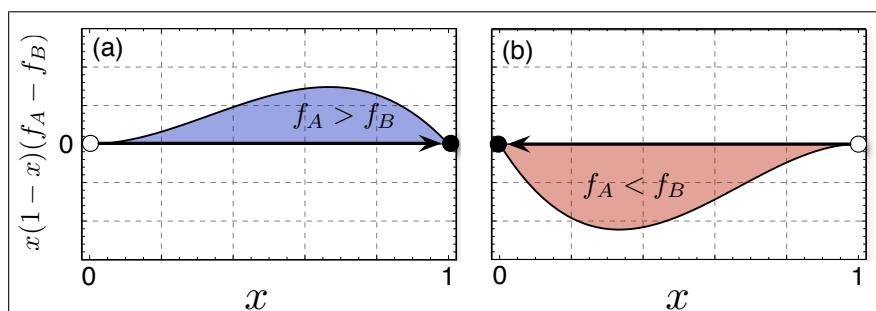 x(1 − x)(f_A − f_B)
(a)
f_A > f_B
0
0
1
x
(b)
f_A < f_B
0
1
x